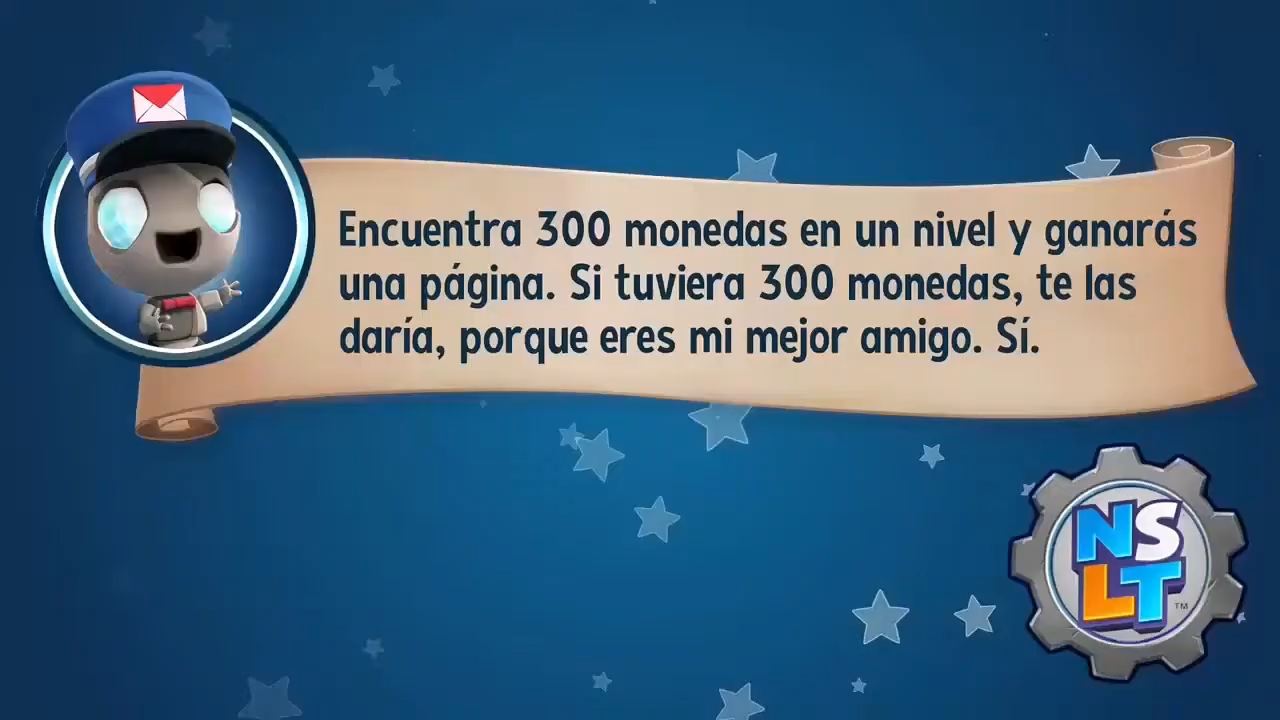 Encuentra 300 monedas en un nivel y ganarás
una página. Si tuviera 300 monedas, te las
daría, porque eres mi mejor amigo. Sí.
NS
LT
TM